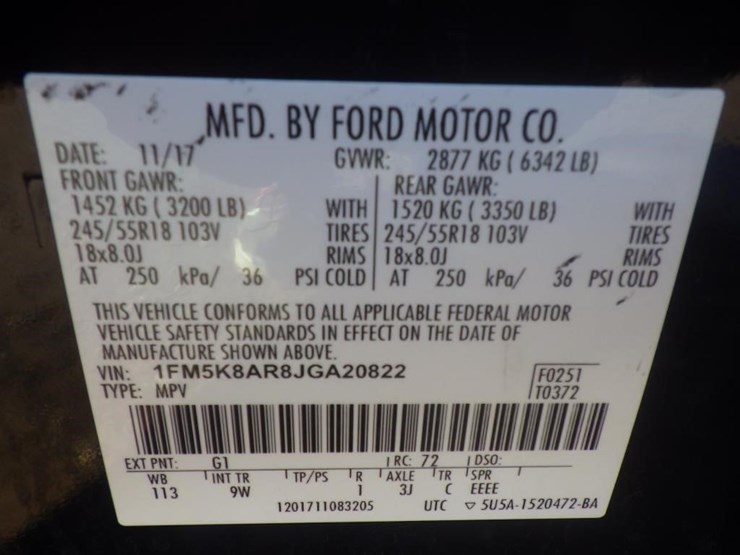 MFD. BY FORD MOTOR CO.
DATE: 11/17 GVWR: 2877 KG ( 6342 LB)
FRONT GAWR: REAR GAWR:
1452 KG ( 3200 LB) WITH 1520 KG ( 3350 LB) WITH
245/55R18 103V TIRES 245/55R18 103V TIRES
18x8.0J RIMS 18x8.0J RIMS
AT 250 kPa/ 36 PSI COLD AT 250 kPa/ 36 PSI COLD
THIS VEHICLE CONFORMS TO ALL APPLICABLE FEDERAL MOTOR
VEHICLE SAFETY STANDARDS IN EFFECT ON THE DATE OF
MANUFACTURE SHOWN ABOVE.
VIN: 1FM5K8AR8JGA20822 F0251
TYPE: MPV T0372
EXT PNT: G1 RC: 72 DSO:
WB INT TR TP/PS R AXLE TR SPR
113 9W 1 3J C EEEE
1201711083205 UTC ▽ 5U5A-1520472-BA